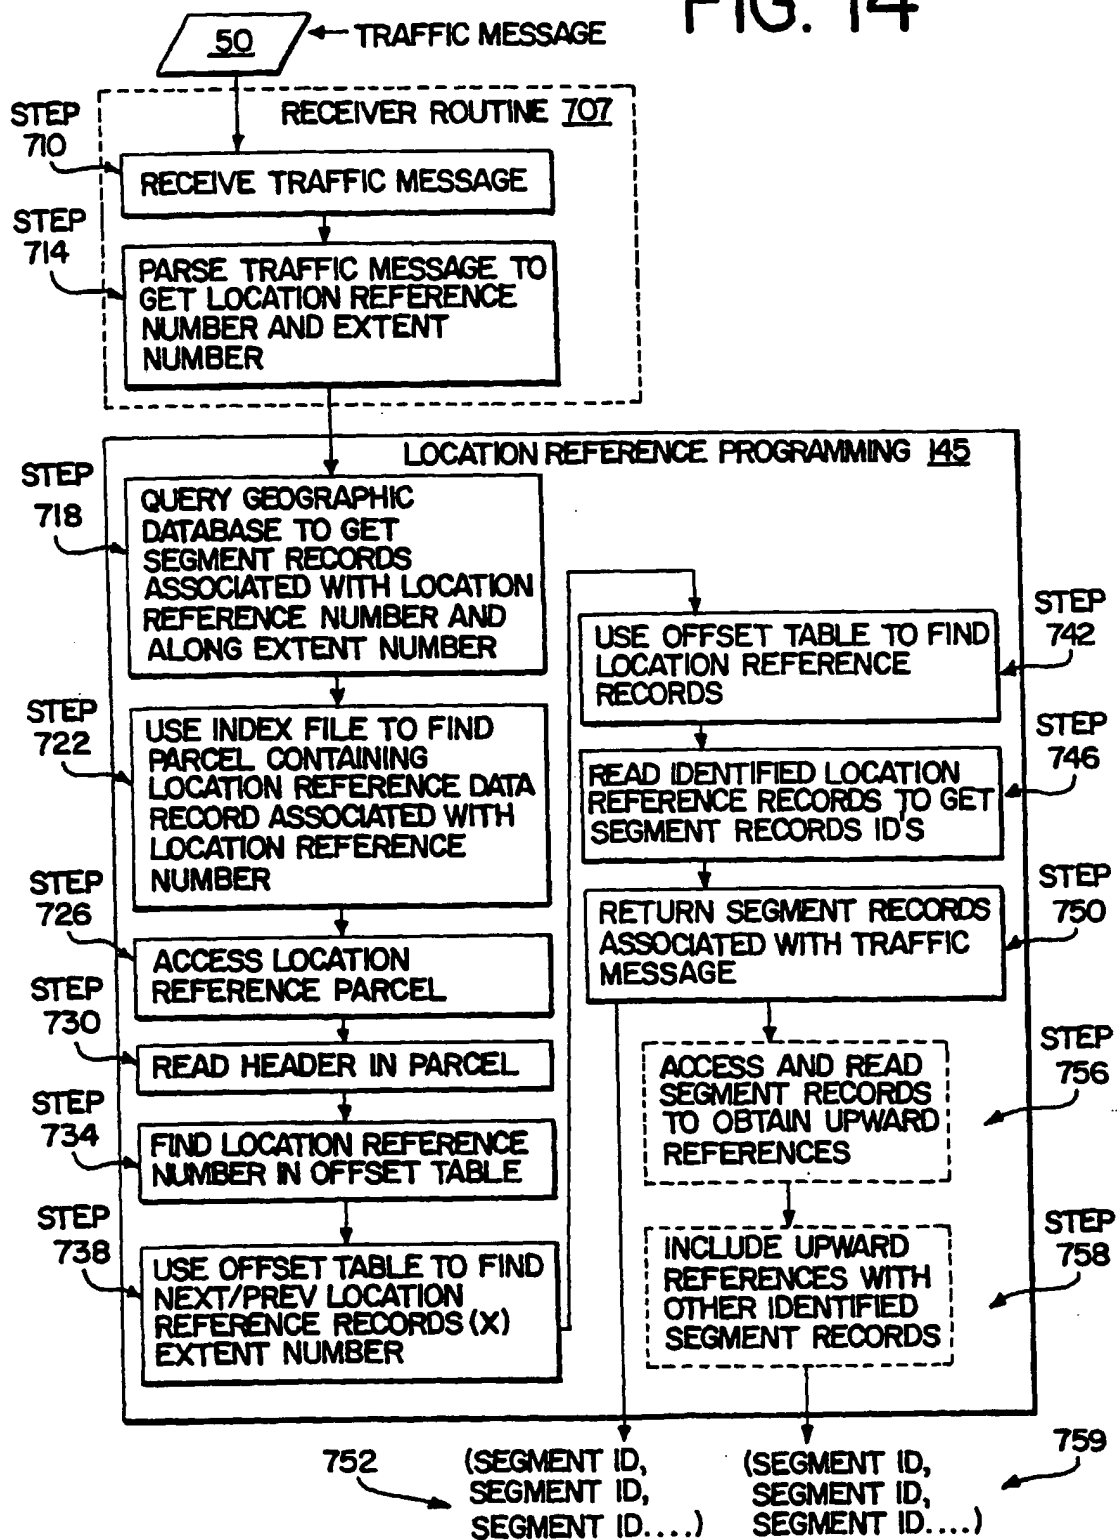 FIG. 14
50
TRAFFIC MESSAGE
RECEIVER ROUTINE 707
STEP
710
RECEIVE TRAFFIC MESSAGE
STEP
714
PARSE TRAFFIC MESSAGE TO
GET LOCATION REFERENCE
NUMBER AND EXTENT
NUMBER
LOCATION REFERENCE PROGRAMMING 145
STEP
718
QUERY GEOGRAPHIC
DATABASE TO GET
SEGMENT RECORDS
ASSOCIATED WITH LOCATION
REFERENCE NUMBER AND
ALONG EXTENT NUMBER
STEP
722
USE INDEX FILE TO FIND
PARCEL CONTAINING
LOCATION REFERENCE DATA
RECORD ASSOCIATED WITH
LOCATION REFERENCE
NUMBER
STEP
726
ACCESS LOCATION
REFERENCE PARCEL
STEP
730
READ HEADER IN PARCEL
STEP
734
FIND LOCATION REFERENCE
NUMBER IN OFFSET TABLE
STEP
738
USE OFFSET TABLE TO FIND
NEXT/PREV LOCATION
REFERENCE RECORDS (X)
EXTENT NUMBER
STEP
742
USE OFFSET TABLE TO FIND
LOCATION REFERENCE
RECORDS
STEP
746
READ IDENTIFIED LOCATION
REFERENCE RECORDS TO GET
SEGMENT RECORDS ID'S
STEP
750
RETURN SEGMENT RECORDS
ASSOCIATED WITH TRAFFIC
MESSAGE
STEP
756
ACCESS AND READ
SEGMENT RECORDS
TO OBTAIN UPWARD
REFERENCES
STEP
758
INCLUDE UPWARD
REFERENCES WITH
OTHER IDENTIFIED
SEGMENT RECORDS
752
(SEGMENT ID,
SEGMENT ID,
SEGMENT ID....)
759
(SEGMENT ID,
SEGMENT ID,
SEGMENT ID....)